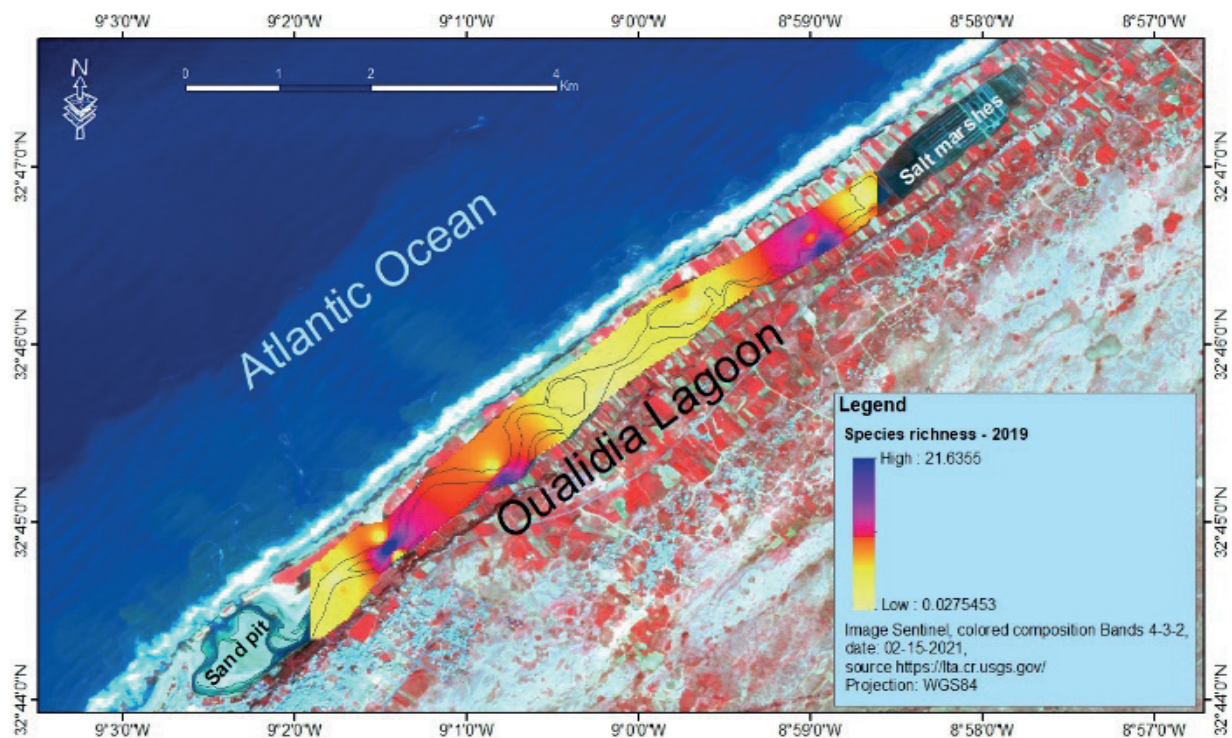 9°3'0"W 9°2'0"W 9°1'0"W 9°0'0"W 8°59'0"W 8°58'0"W 8°57'0"W
N
0 1 2 4
Km
32°47'0"N
32°47'0"N
Salt marshes
Atlantic Ocean
32°46'0"N
32°46'0"N
Oualidia Lagoon
Legend
Species richness - 2019
High : 21.6355
Low : 0.0275453
Image Sentinel, colored composition Bands 4-3-2,
date: 02-15-2021,
source https://lta.cr.usgs.gov/
Projection: WGS84
32°45'0"N
32°45'0"N
Sand pit
32°44'0"N
32°44'0"N
9°3'0"W 9°2'0"W 9°1'0"W 9°0'0"W 8°59'0"W 8°58'0"W 8°57'0"W